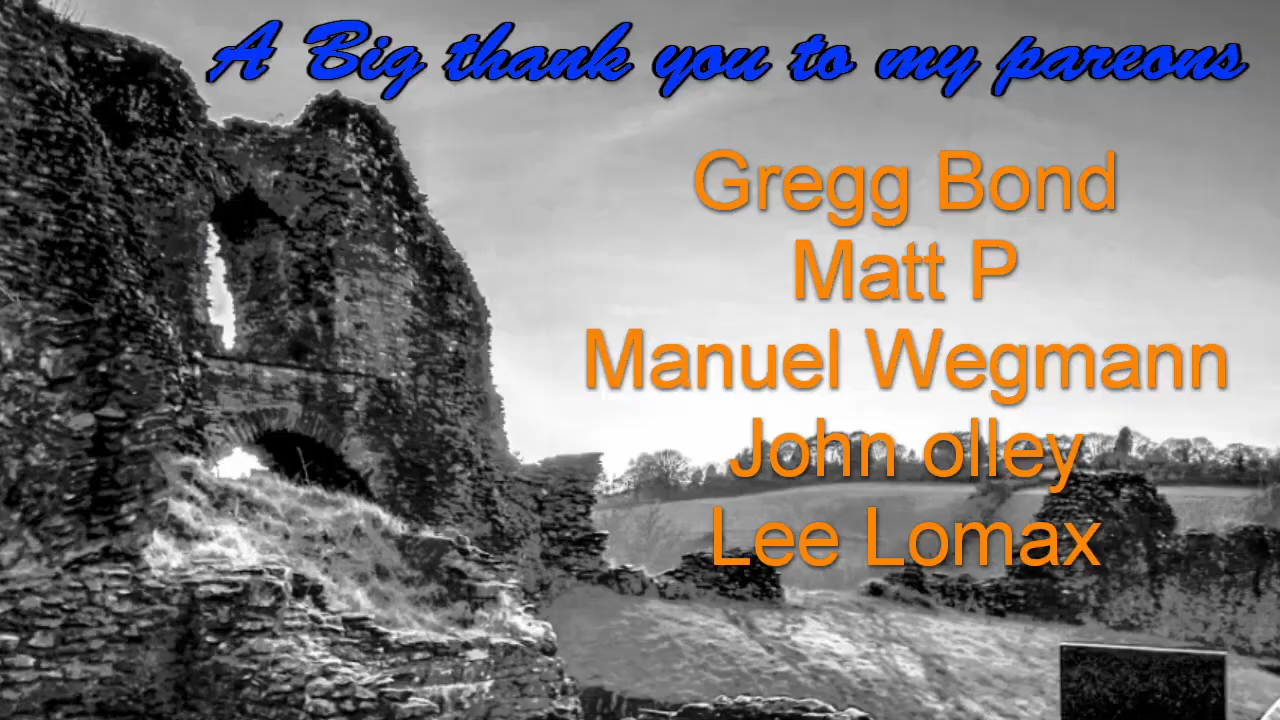 A Big thank you to my pareons
Gregg Bond
Matt P
Manuel Wegmann
John olley
Lee Lomax